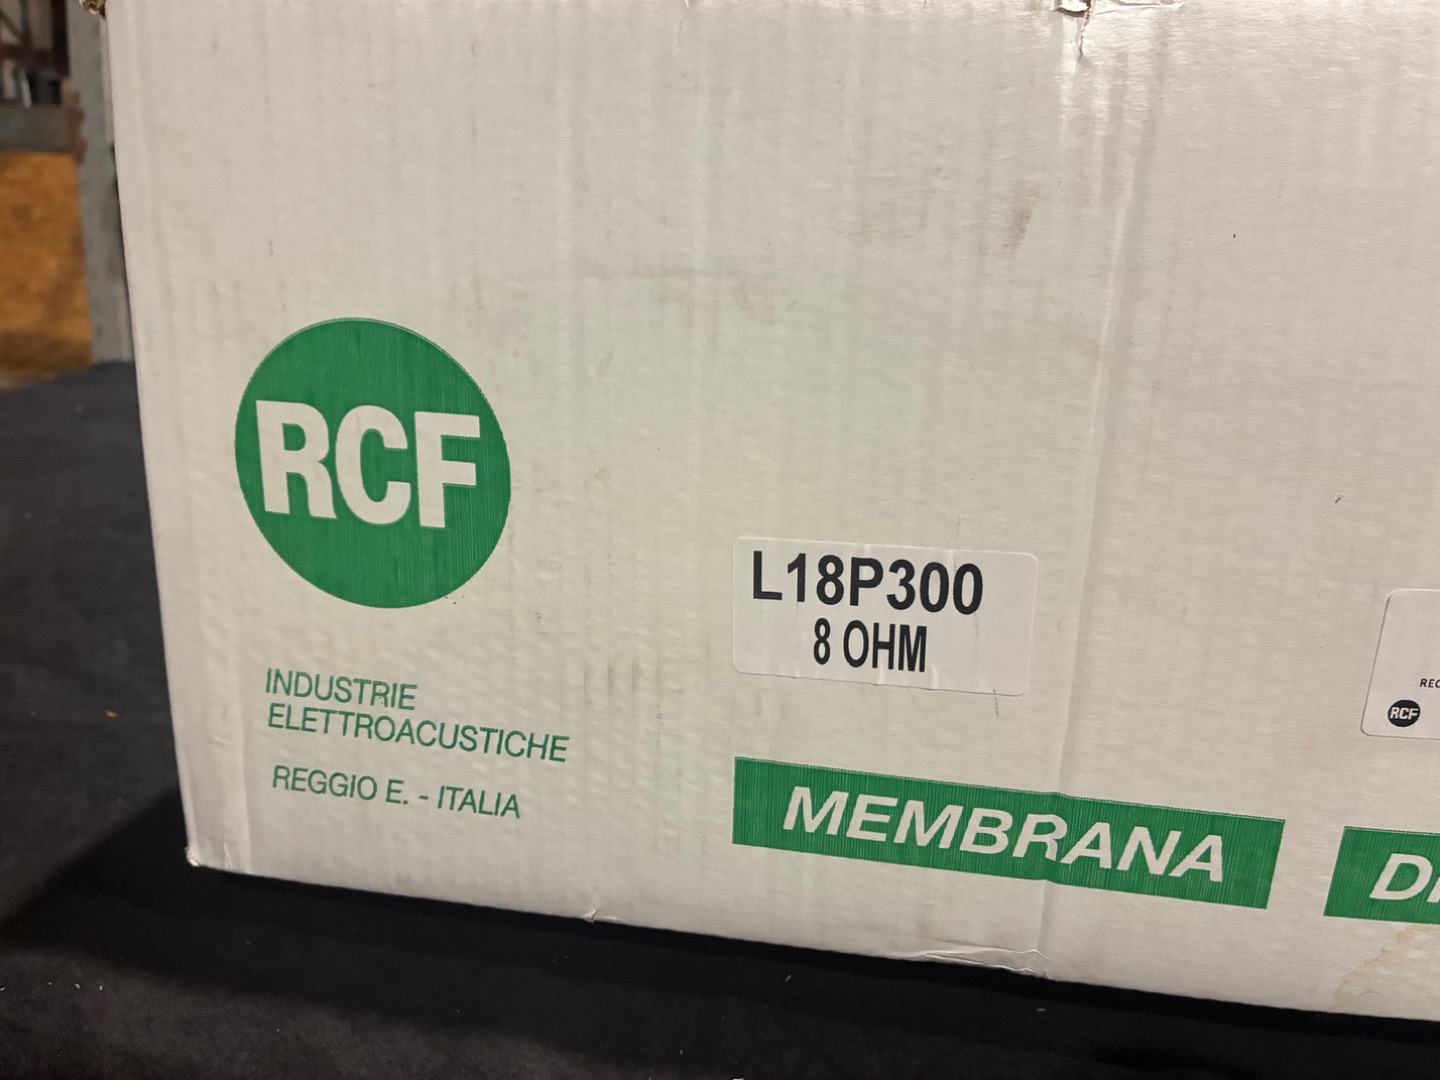 RCF
INDUSTRIE
ELETTROACUSTICHE
REGGIO E. - ITALIA
L18P300
8 OHM
MEMBRANA
RCF